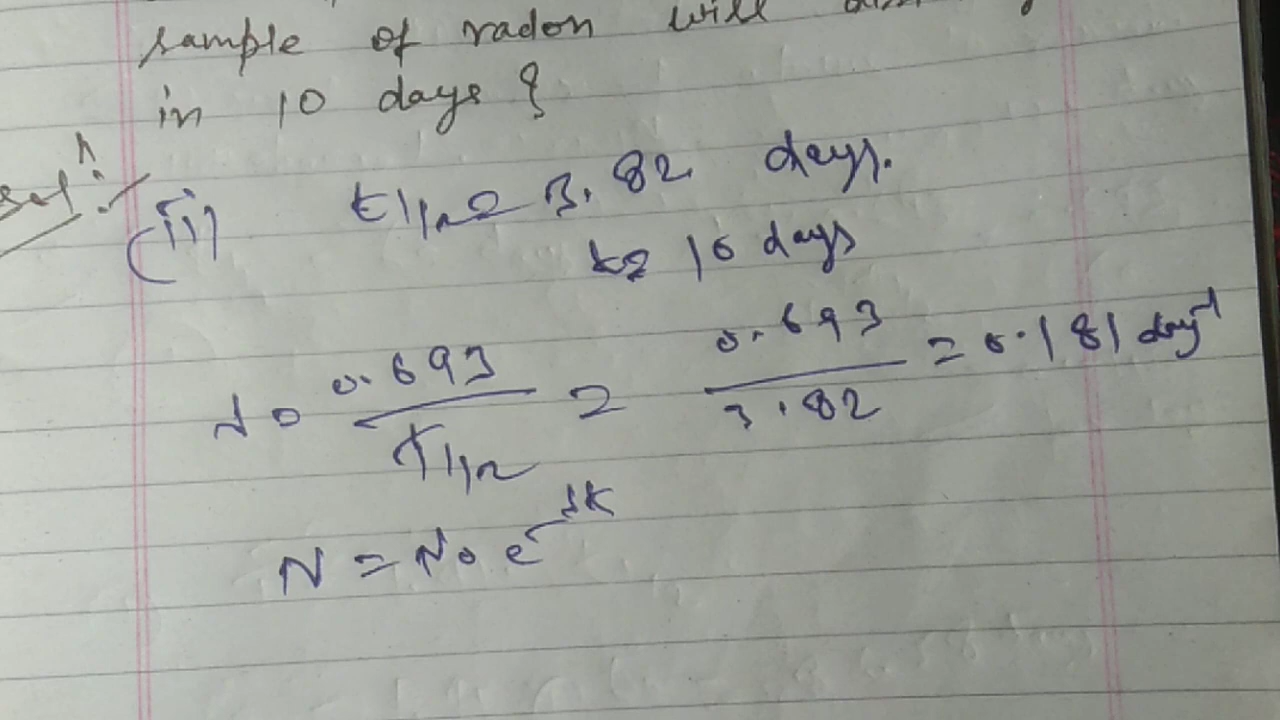 sample of radon will
in 10 days ?
Solⁿ:- (ii) t1/2 = 3.82 days.
t = 10 days
λ = 0.693/T1/2 = 0.693/3.82 = 0.181 day⁻¹
N = N0 e^-λt